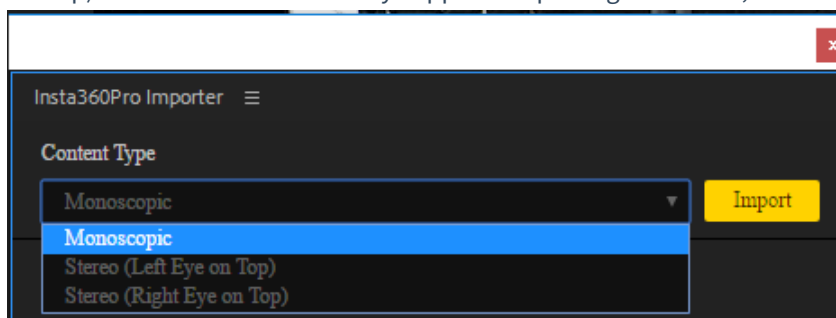 Insta360Pro Importer
Content Type
Monoscopic
Import
Monoscopic
Stereo (Left Eye on Top)
Stereo (Right Eye on Top)